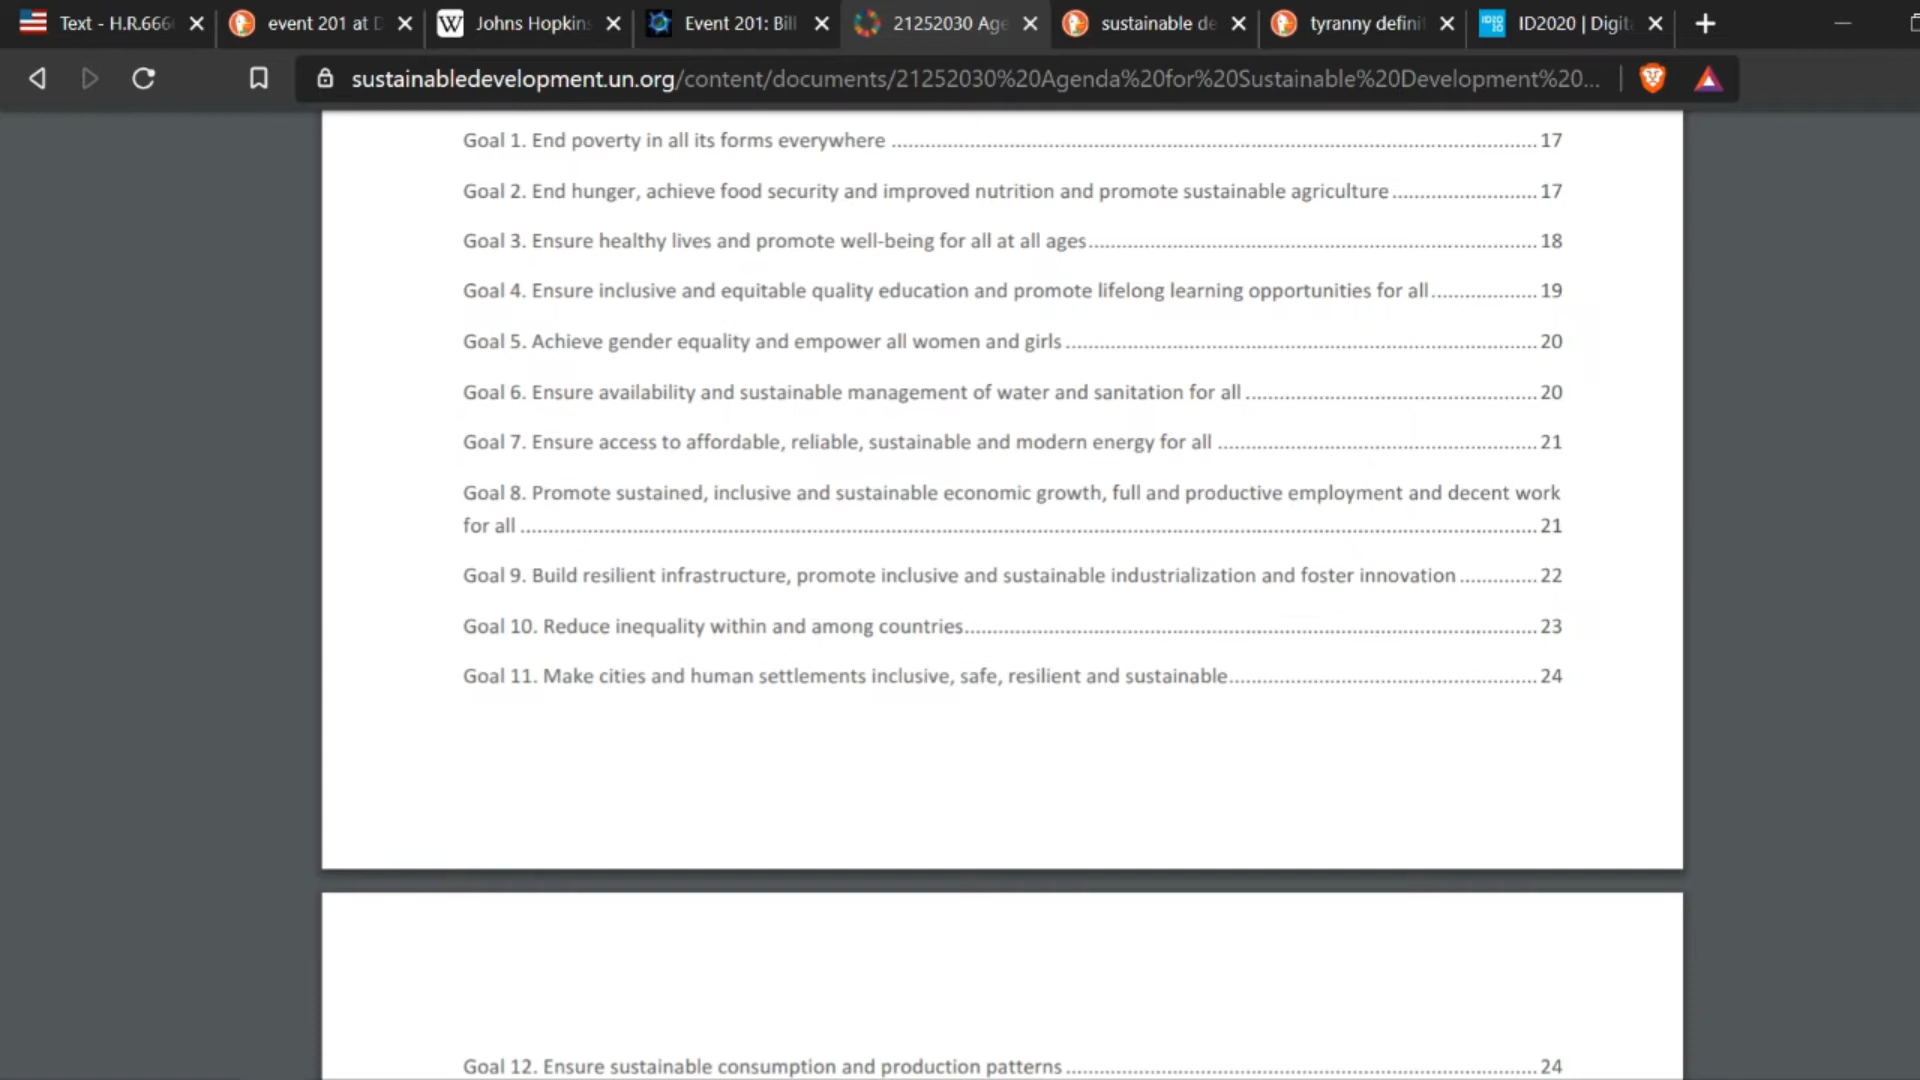 Text - H.R.666
event 201 at D
Johns Hopkins
Event 201: Bill
21252030 Age
sustainable de
tyranny definit
ID2020 | Digit
sustainabledevelopment.un.org/content/documents/21252030%20Agenda%20for%20Sustainable%20Development%20...
Goal 1. End poverty in all its forms everywhere ........ 17
Goal 2. End hunger, achieve food security and improved nutrition and promote sustainable agriculture ........ 17
Goal 3. Ensure healthy lives and promote well-being for all at all ages ........ 18
Goal 4. Ensure inclusive and equitable quality education and promote lifelong learning opportunities for all ........ 19
Goal 5. Achieve gender equality and empower all women and girls ........ 20
Goal 6. Ensure availability and sustainable management of water and sanitation for all ........ 20
Goal 7. Ensure access to affordable, reliable, sustainable and modern energy for all ........ 21
Goal 8. Promote sustained, inclusive and sustainable economic growth, full and productive employment and decent work
for all ........ 21
Goal 9. Build resilient infrastructure, promote inclusive and sustainable industrialization and foster innovation ........ 22
Goal 10. Reduce inequality within and among countries ........ 23
Goal 11. Make cities and human settlements inclusive, safe, resilient and sustainable ........ 24
Goal 12. Ensure sustainable consumption and production patterns ........ 24